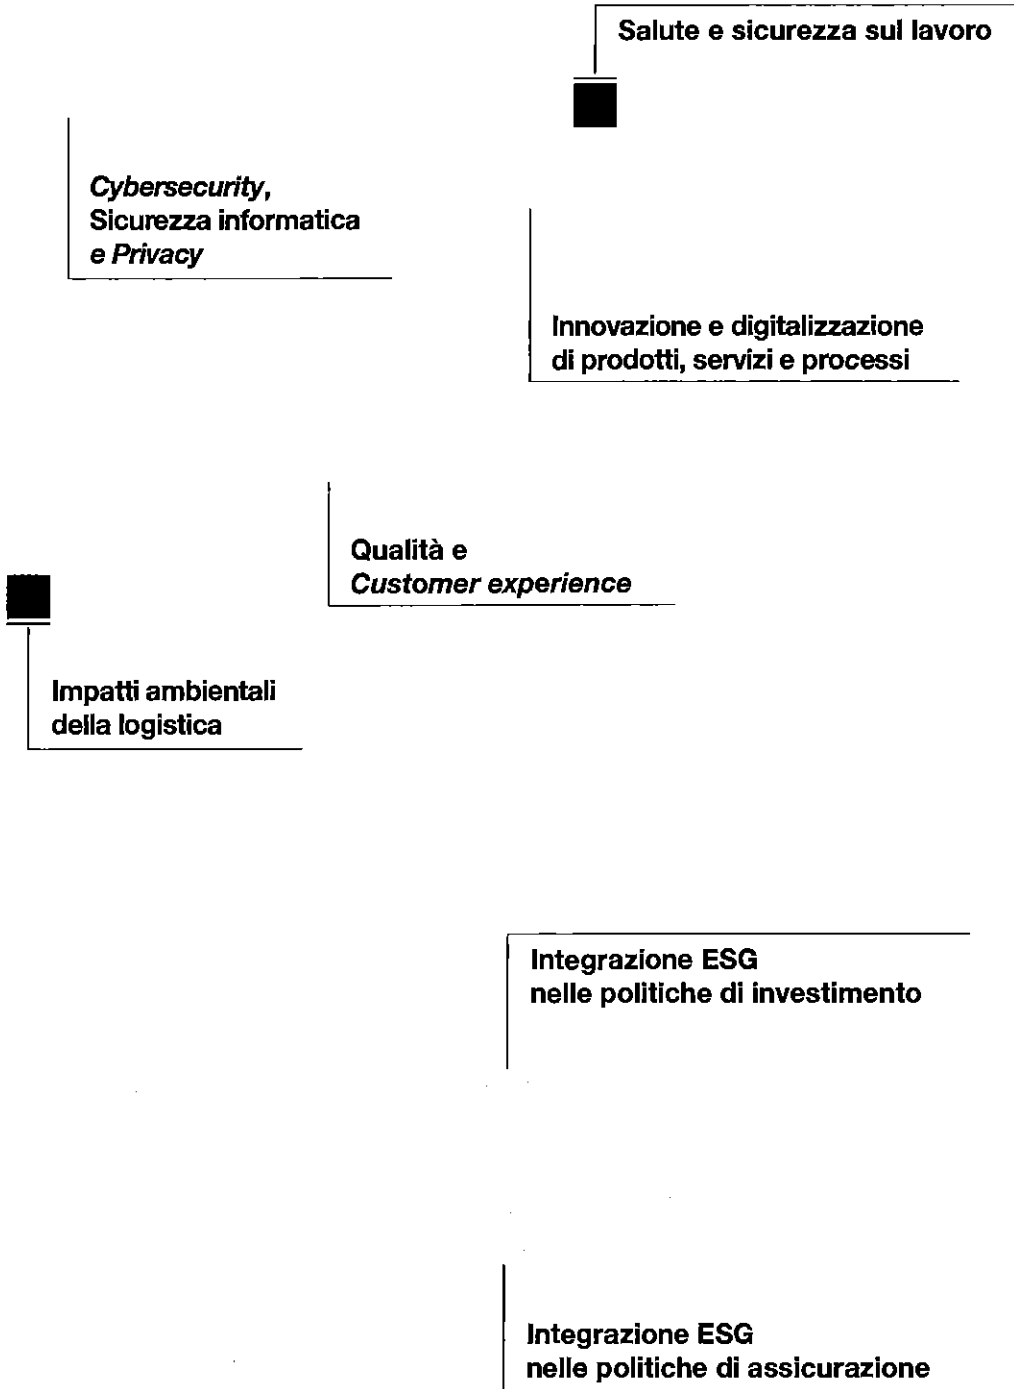 Salute e sicurezza sul lavoro
Cybersecurity,
Sicurezza informatica
e Privacy
Innovazione e digitalizzazione
di prodotti, servizi e processi
Qualità e
Customer experience
Impatti ambientali
della logistica
Integrazione ESG
nelle politiche di investimento
Integrazione ESG
nelle politiche di assicurazione